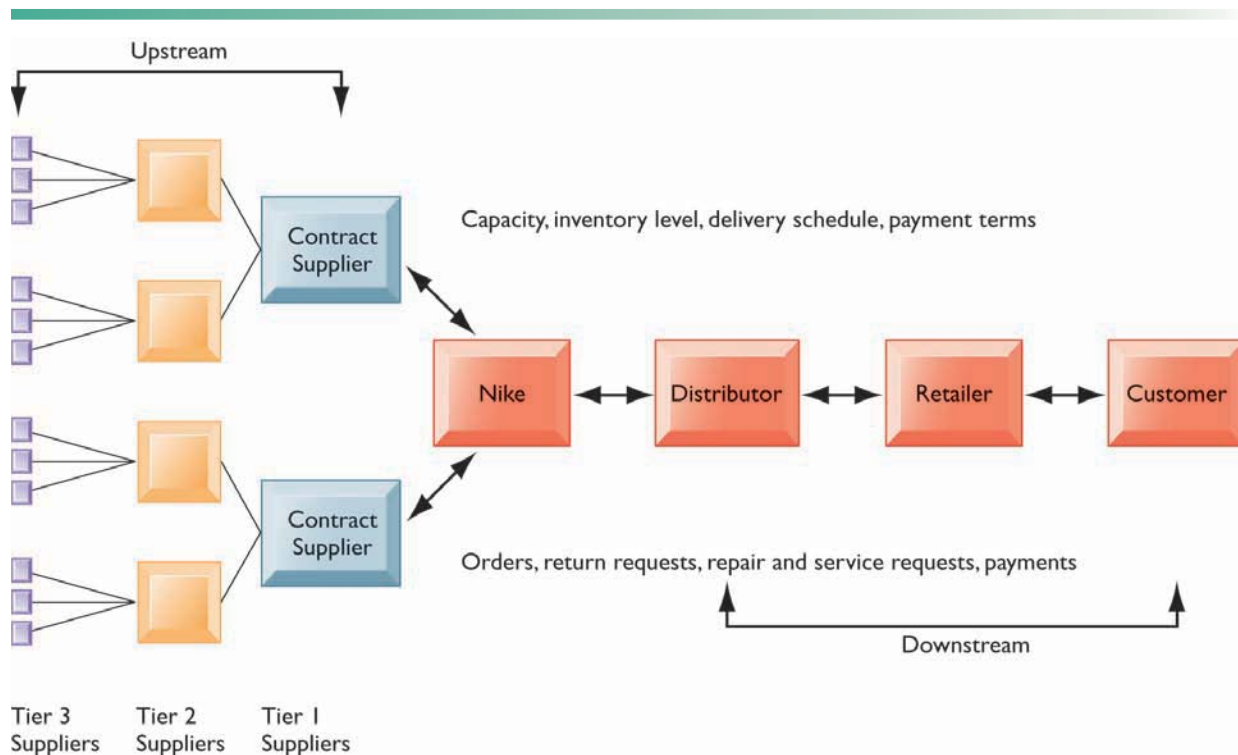 Upstream
Capacity, inventory level, delivery schedule, payment terms
Contract
Supplier
Nike
Distributor
Retailer
Customer
Contract
Supplier
Orders, return requests, repair and service requests, payments
Downstream
Tier 3
Suppliers
Tier 2
Suppliers
Tier 1
Suppliers